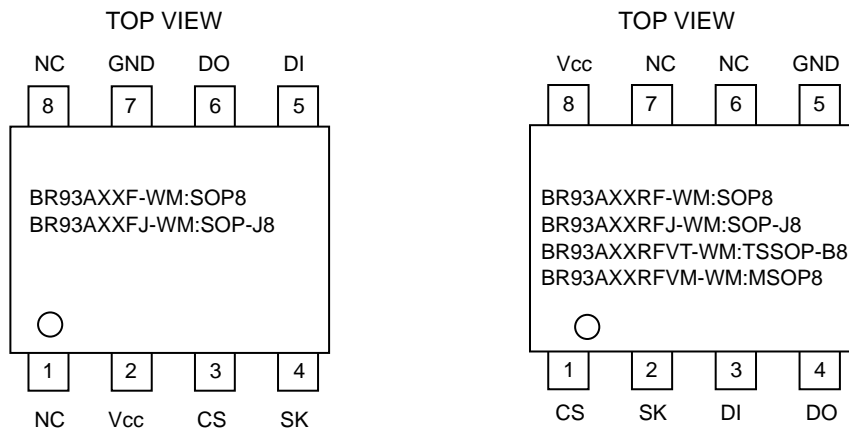 TOP VIEW
NC GND DO DI
8 7 6 5
BR93AXXF-WM:SOP8
BR93AXXFJ-WM:SOP-J8
1 2 3 4
NC Vcc CS SK
TOP VIEW
Vcc NC NC GND
8 7 6 5
BR93AXXRF-WM:SOP8
BR93AXXRFJ-WM:SOP-J8
BR93AXXRFVT-WM:TSSOP-B8
BR93AXXRFVM-WM:MSOP8
1 2 3 4
CS SK DI DO